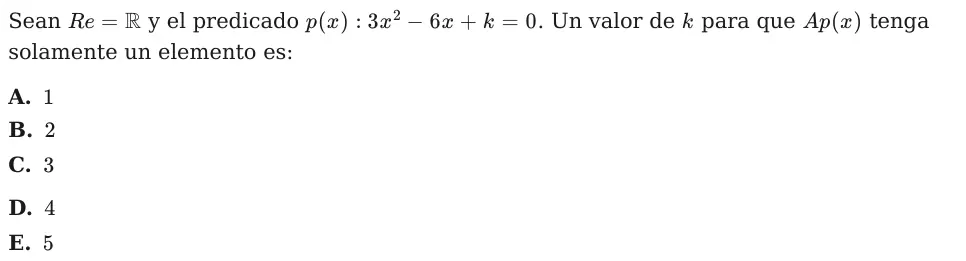 Sean Re = ℝ y el predicado p(x) : 3x² − 6x + k = 0. Un valor de k para que Ap(x) tenga
solamente un elemento es:
A. 1
B. 2
C. 3
D. 4
E. 5